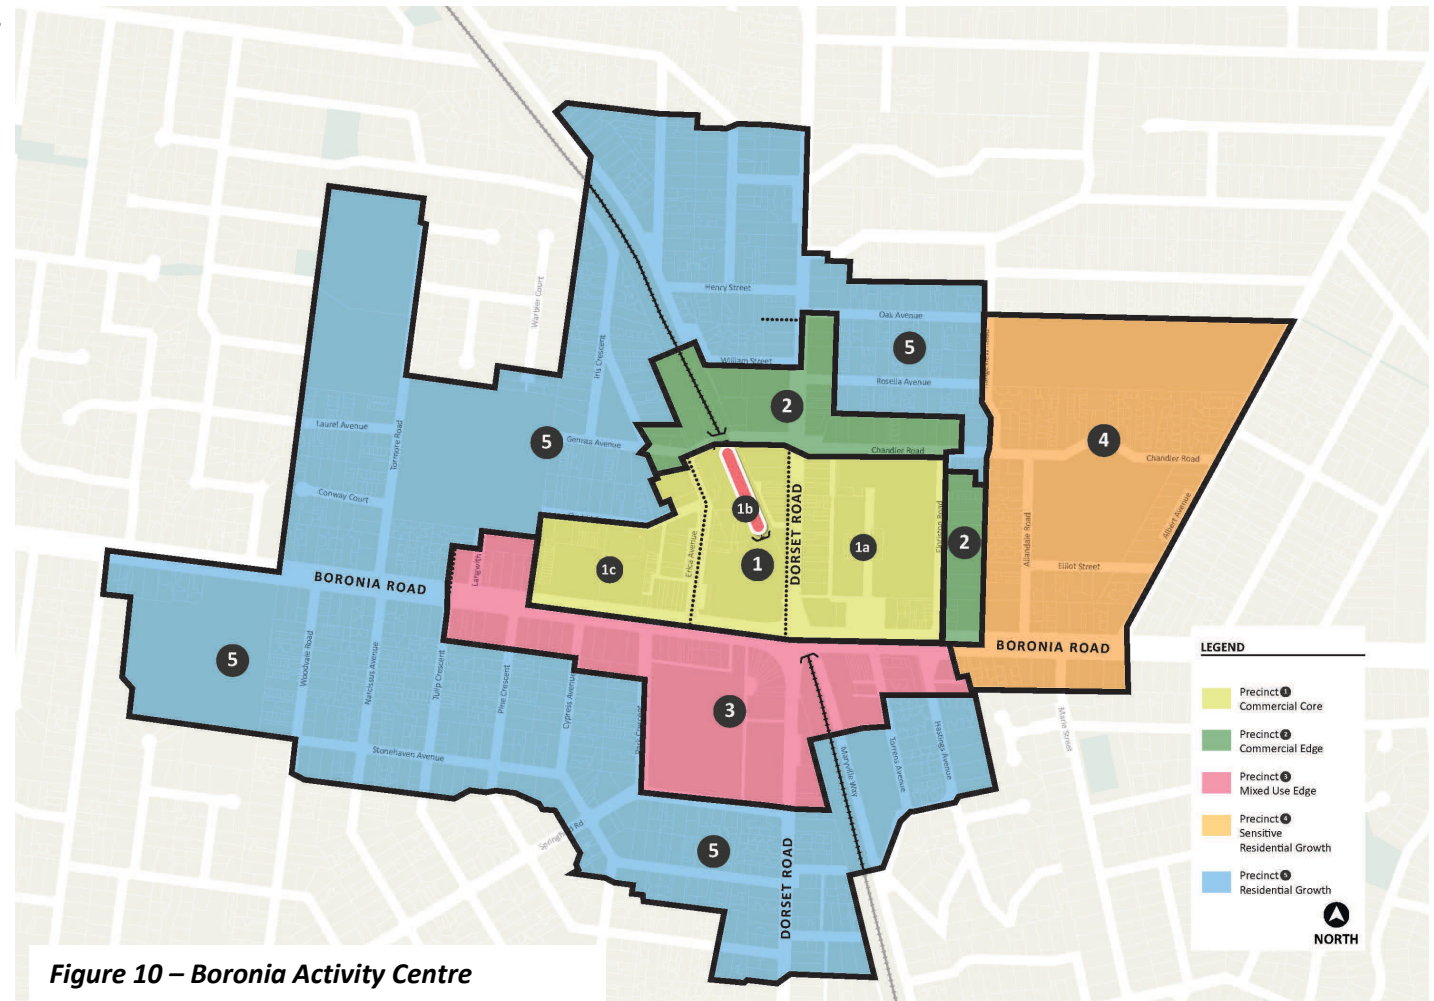 Henry Street
Oak Avenue
Warbler Court
Iris Crescent
5
William Street
Rosella Avenue
2
4
Laurel Avenue
Tormore Road
5
Genista Avenue
Chandler Road
Chandler Road
Conway Court
1b
DORSET ROAD
Albert Avenue
Allandale Road
1a
2
Erica Avenue
1
1c
Elliot Street
BORONIA ROAD
BORONIA ROAD
5
Woodvale Road
Narcissus Avenue
Tulip Crescent
Pine Crescent
Cypress Avenue
3
Marie Street
Stonehaven Avenue
Maryville Way
Torrens Avenue
Hastings Avenue
5
DORSET ROAD
LEGEND
Precinct 1
Commercial Core
Precinct 2
Commercial Edge
Precinct 3
Mixed Use Edge
Precinct 4
Sensitive
Residential Growth
Precinct 5
Residential Growth
NORTH
Figure 10 – Boronia Activity Centre